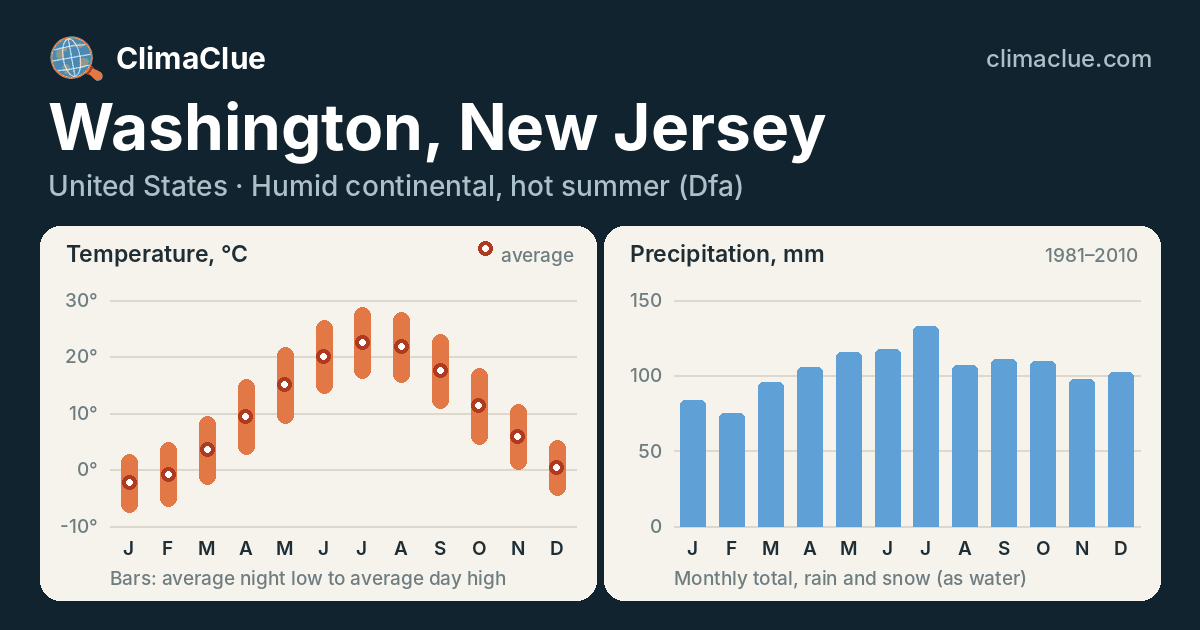 ClimaClue
climaclue.com
Washington, New Jersey
United States · Humid continental, hot summer (Dfa)
Temperature, °C
average
30°
20°
10°
0°
-10°
J F M A M J J A S O N D
Bars: average night low to average day high
Precipitation, mm
1981–2010
150
100
50
0
J F M A M J J A S O N D
Monthly total, rain and snow (as water)